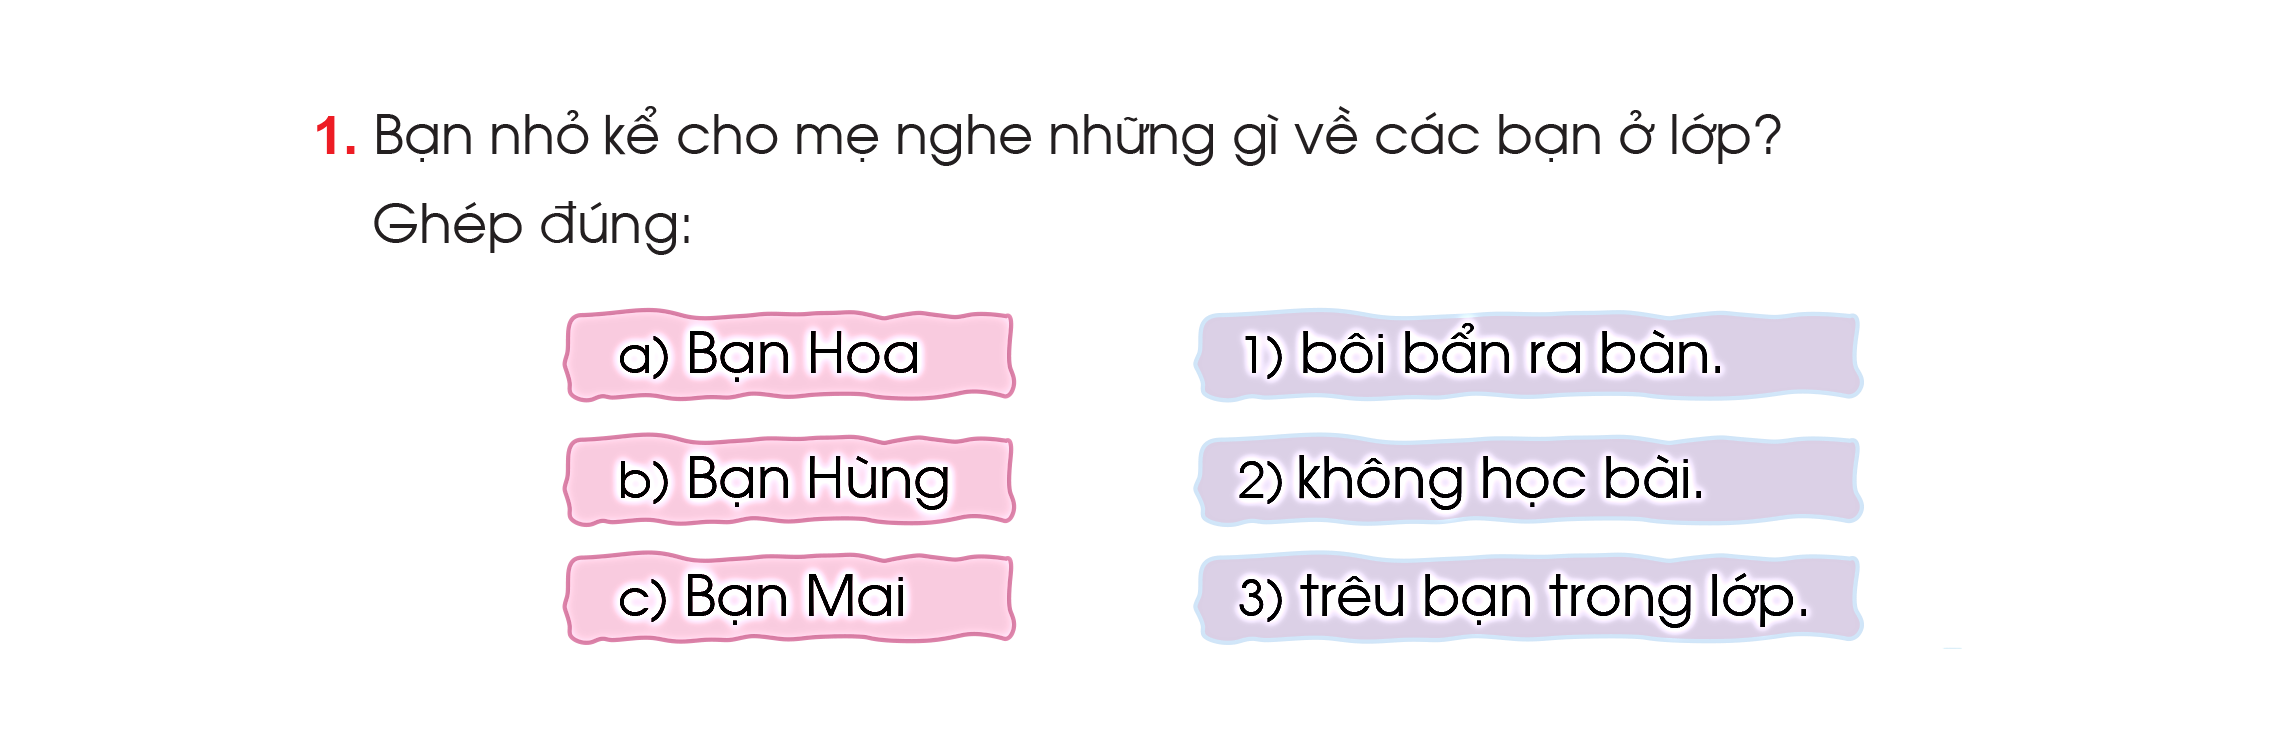 1. Bạn nhỏ kể cho mẹ nghe những gì về các bạn ở lớp?
Ghép đúng:
a) Bạn Hoa 1) bôi bẩn ra bàn.
b) Bạn Hùng 2) không học bài.
c) Bạn Mai 3) trêu bạn trong lớp.